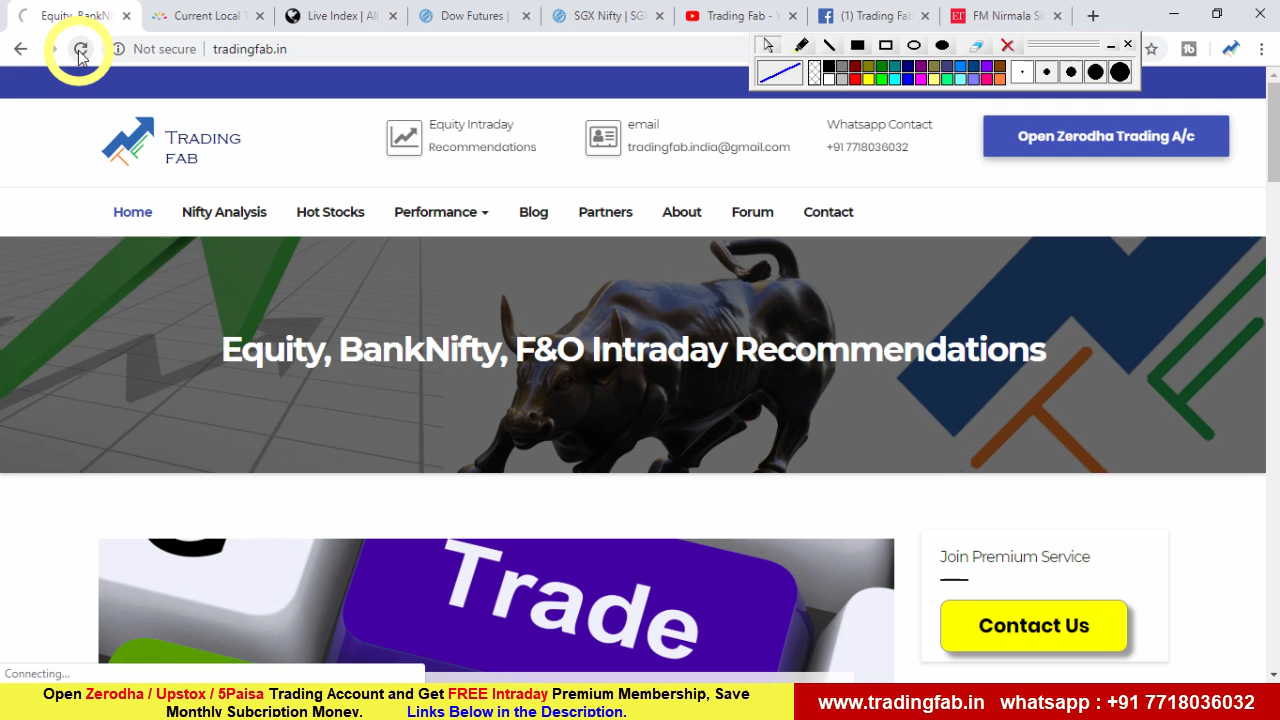 Equity, BankNi
Current Local T
Live Index | All
Dow Futures |
SGX Nifty | SG
Trading Fab - Y
(1) Trading Fab
ET FM Nirmala Si
Not secure
tradingfab.in
TRADING
FAB
Equity Intraday
Recommendations
email
tradingfab.india@gmail.com
Whatsapp Contact
+91 7718036032
Open Zerodha Trading A/c
Home Nifty Analysis Hot Stocks Performance Blog Partners About Forum Contact
Equity, BankNifty, F&O Intraday Recommendations
Trade
Join Premium Service
Contact Us
Connecting...
Open Zerodha / Upstox / 5Paisa Trading Account and Get FREE Intraday Premium Membership, Save
Monthly Subcription Money. Links Below in the Description.
www.tradingfab.in whatsapp : +91 7718036032